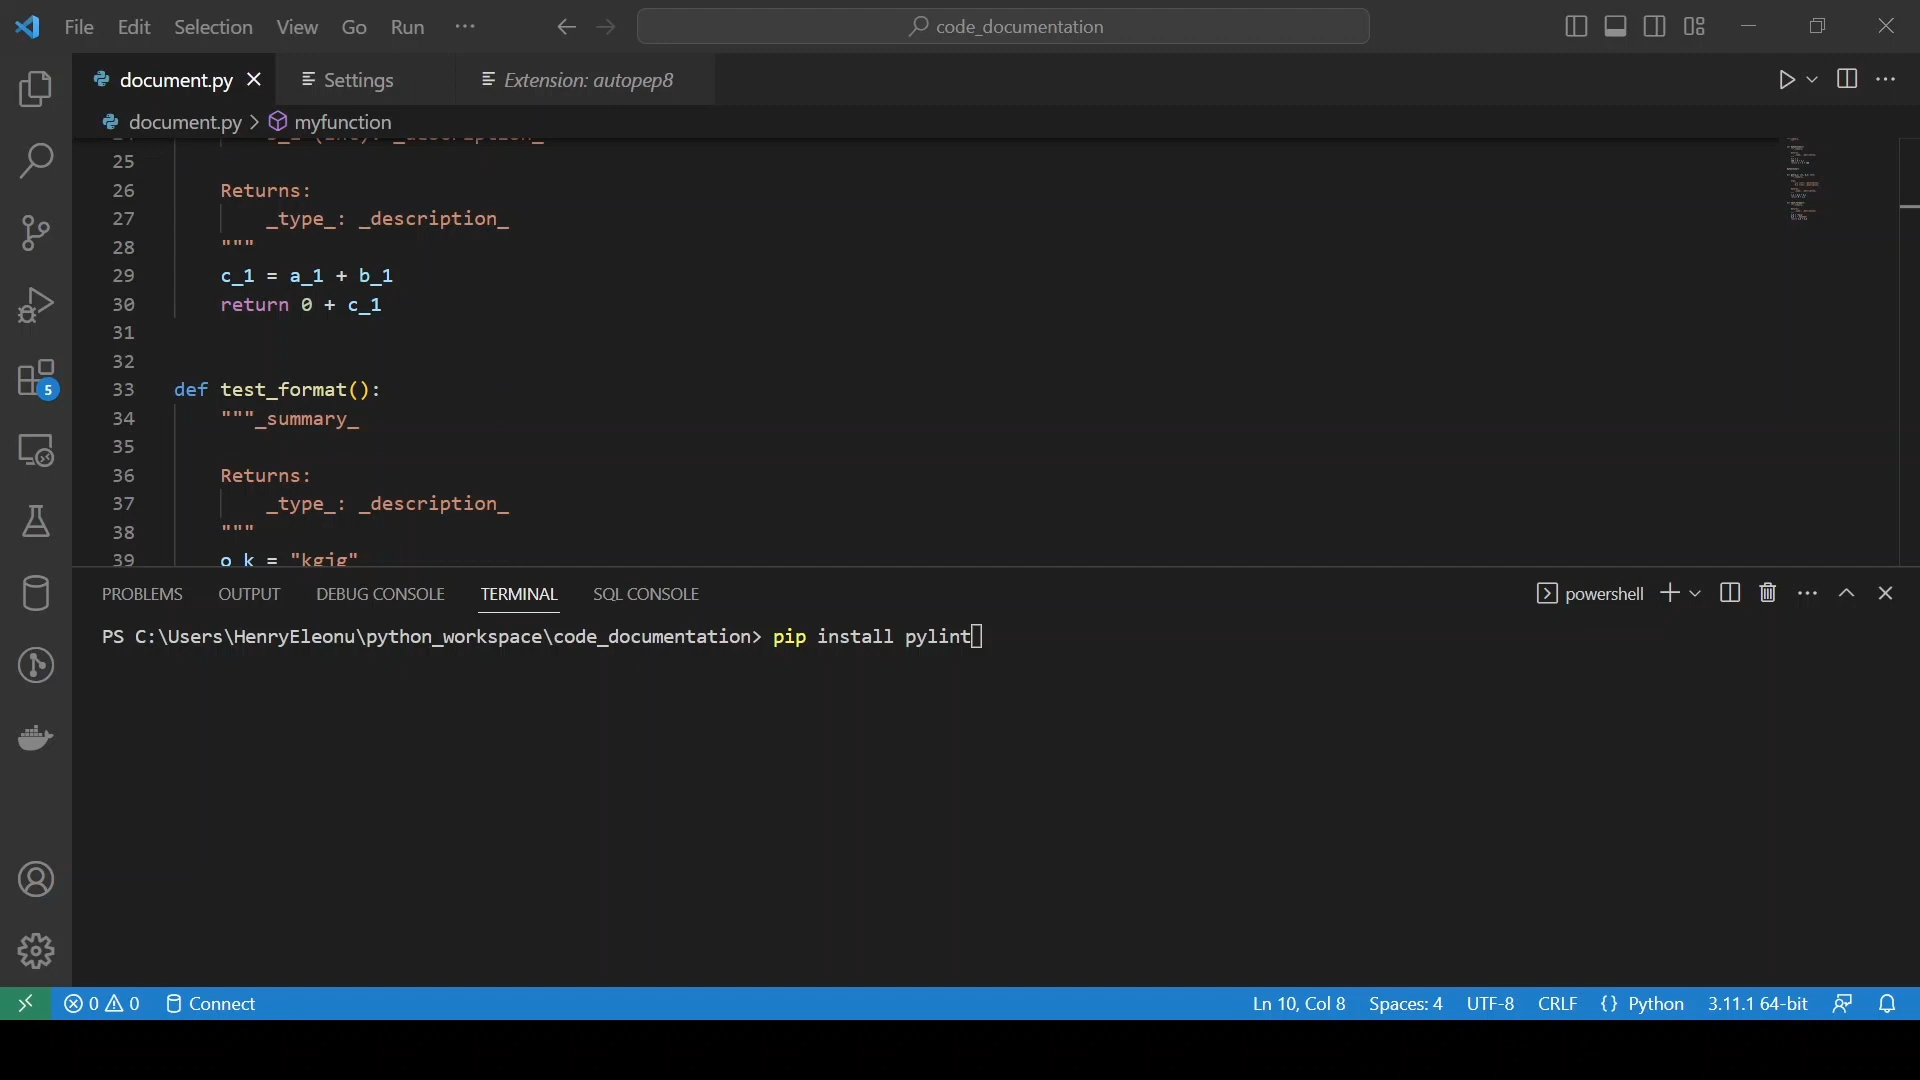 File Edit Selection View Go Run ··· code_documentation
document.py Settings Extension: autopep8
document.py > myfunction
25
26 Returns:
27 _type_: _description_
28 """
29 c_1 = a_1 + b_1
30 return 0 + c_1
31
32
33 def test_format():
34 """_summary_
35
36 Returns:
37 _type_: _description_
38 """
39 o_k = "kgjg"
5
PROBLEMS OUTPUT DEBUG CONSOLE TERMINAL SQL CONSOLE powershell
PS C:\Users\HenryEleonu\python_workspace\code_documentation> pip install pylint
0 0 Connect Ln 10, Col 8 Spaces: 4 UTF-8 CRLF {} Python 3.11.1 64-bit